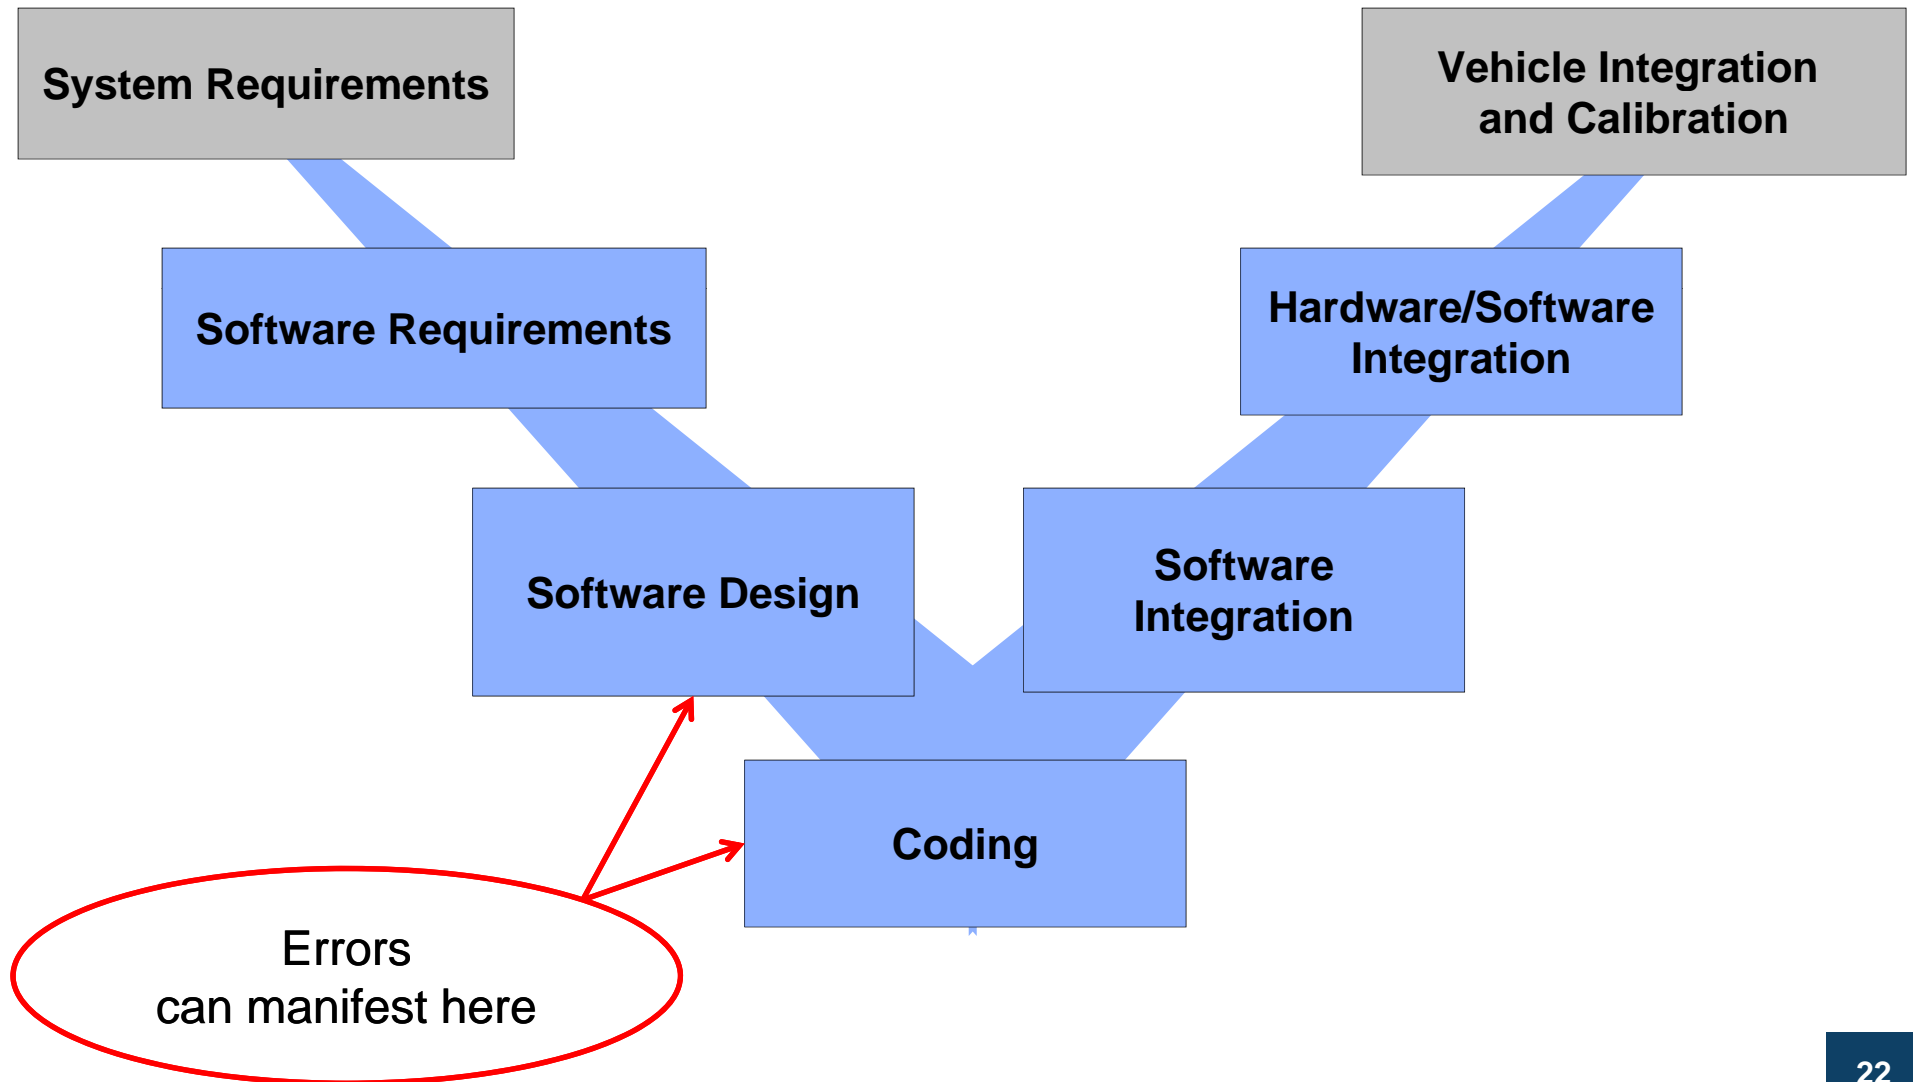 System Requirements
Vehicle Integration
and Calibration
Software Requirements
Hardware/Software
Integration
Software Design
Software
Integration
Coding
Errors
can manifest here
22